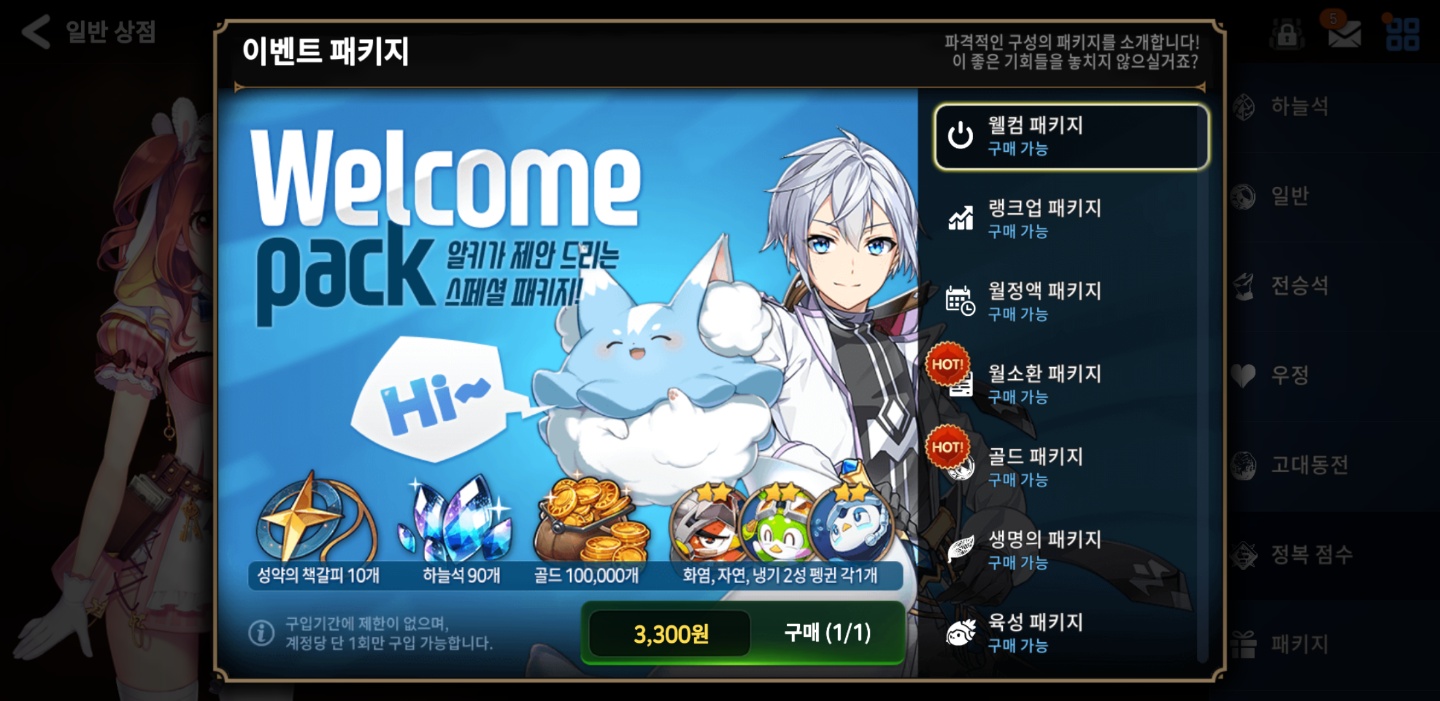 일반 상점
이벤트 패키지
파격적인 구성의 패키지를 소개합니다!
이 좋은 기회들을 놓치지 않으실거죠?
5
Welcome
pack
알키가 제안 드리는
스페셜 패키지!
Hi~
성약의 책갈피 10개
하늘석 90개
골드 100,000개
화염, 자연, 냉기 2성 펭귄 각1개
구입기간에 제한이 없으며,
계정당 단 1회만 구입 가능합니다.
3,300원
구매 (1/1)
웰컴 패키지
구매 가능
랭크업 패키지
구매 가능
월정액 패키지
구매 가능
HOT!
월소환 패키지
구매 가능
HOT!
골드 패키지
구매 가능
생명의 패키지
구매 가능
육성 패키지
구매 가능
하늘석
일반
전승석
우정
고대동전
정복 점수
패키지